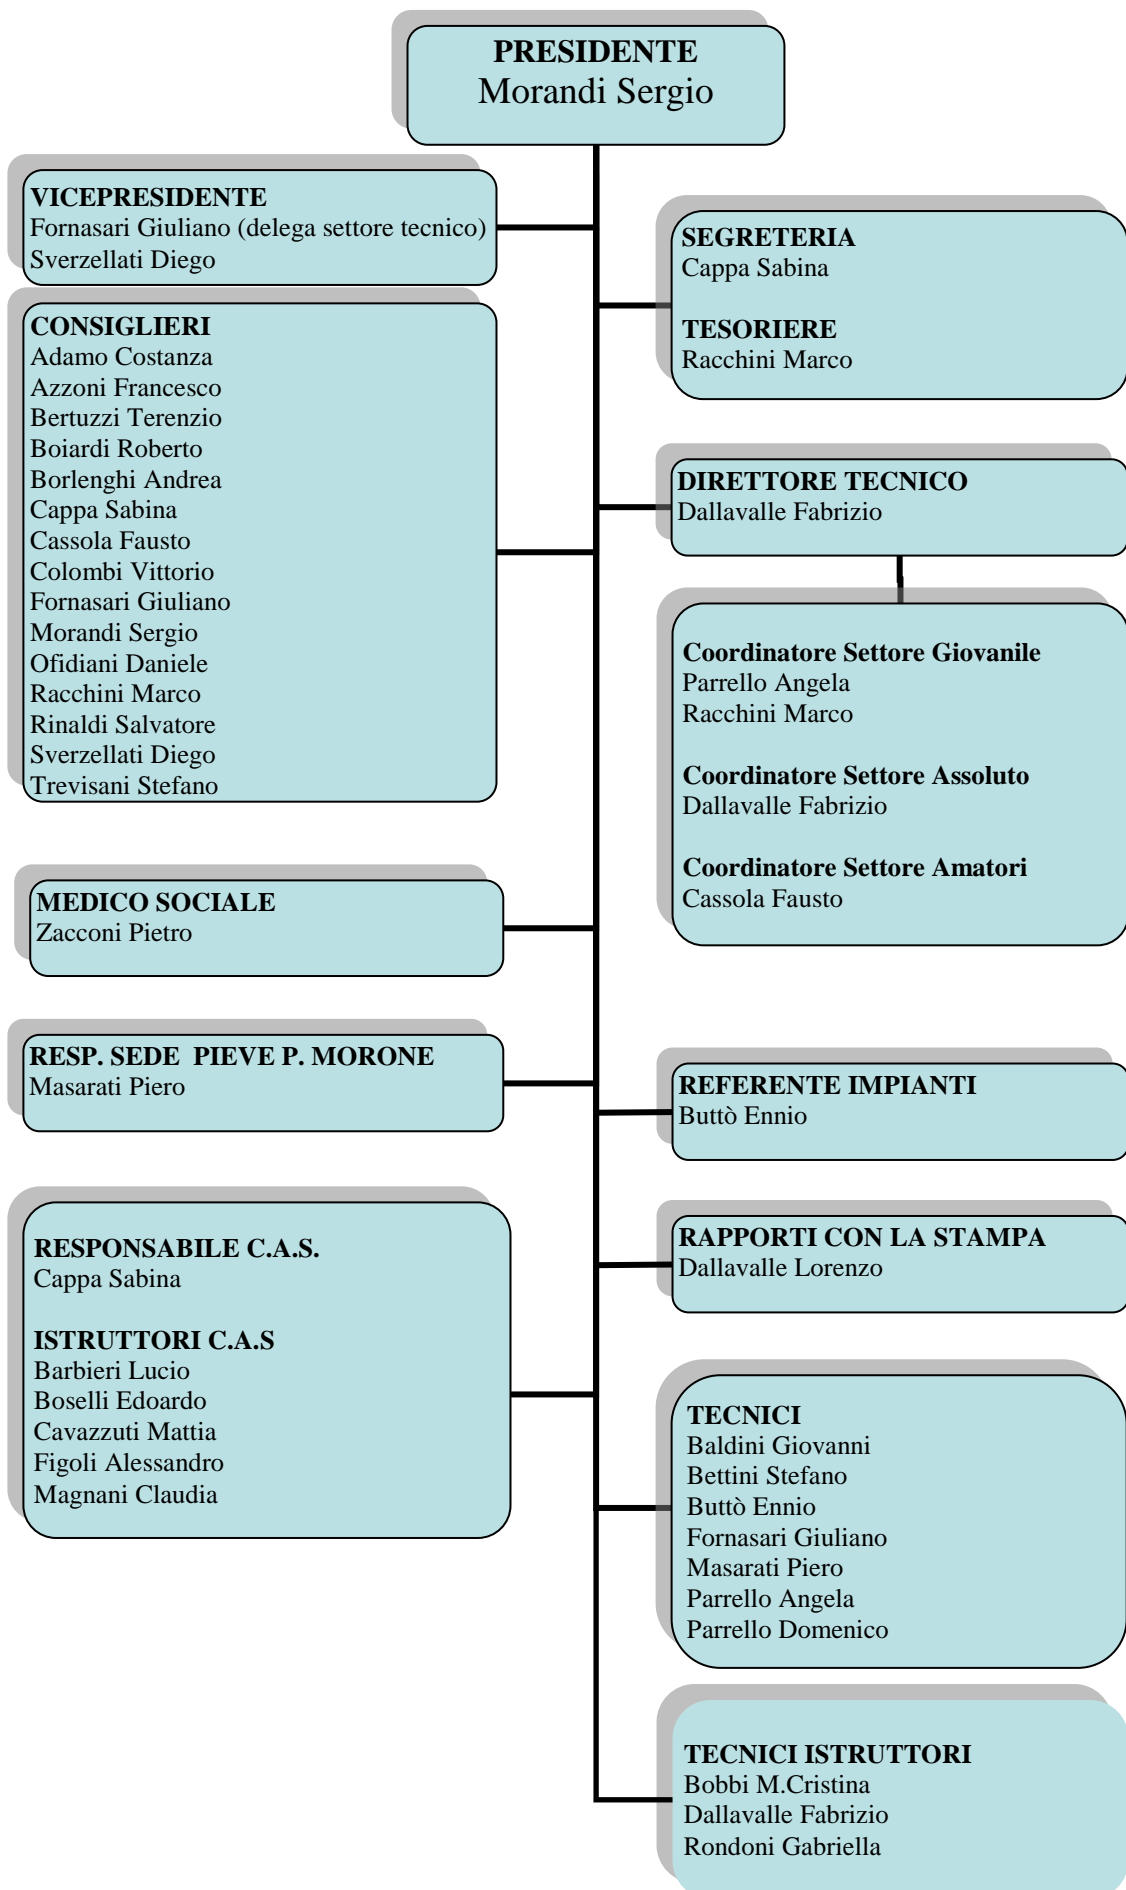 PRESIDENTE
Morandi Sergio
VICEPRESIDENTE
Fornasari Giuliano (delega settore tecnico)
Sverzellati Diego
SEGRETERIA
Cappa Sabina
TESORIERE
Racchini Marco
CONSIGLIERI
Adamo Costanza
Azzoni Francesco
Bertuzzi Terenzio
Boiardi Roberto
Borlenghi Andrea
Cappa Sabina
Cassola Fausto
Colombi Vittorio
Fornasari Giuliano
Morandi Sergio
Ofidiani Daniele
Racchini Marco
Rinaldi Salvatore
Sverzellati Diego
Trevisani Stefano
DIRETTORE TECNICO
Dallavalle Fabrizio
Coordinatore Settore Giovanile
Parrello Angela
Racchini Marco
Coordinatore Settore Assoluto
Dallavalle Fabrizio
Coordinatore Settore Amatori
Cassola Fausto
MEDICO SOCIALE
Zacconi Pietro
RESP. SEDE PIEVE P. MORONE
Masarati Piero
REFERENTE IMPIANTI
Buttò Ennio
RESPONSABILE C.A.S.
Cappa Sabina
ISTRUTTORI C.A.S
Barbieri Lucio
Boselli Edoardo
Cavazzuti Mattia
Figoli Alessandro
Magnani Claudia
RAPPORTI CON LA STAMPA
Dallavalle Lorenzo
TECNICI
Baldini Giovanni
Bettini Stefano
Buttò Ennio
Fornasari Giuliano
Masarati Piero
Parrello Angela
Parrello Domenico
TECNICI ISTRUTTORI
Bobbi M.Cristina
Dallavalle Fabrizio
Rondoni Gabriella